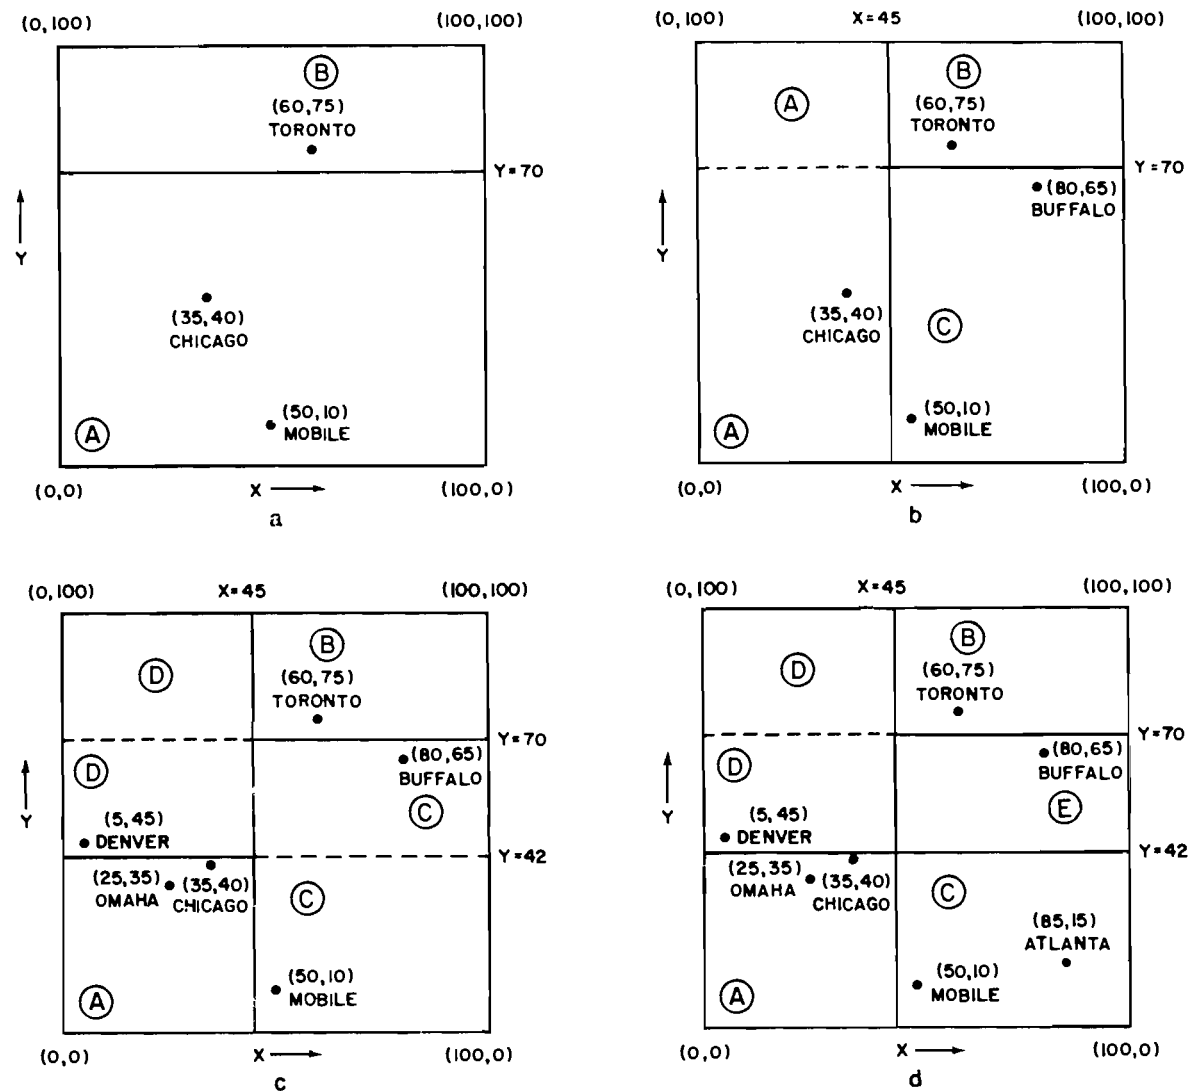 (0,100) (100,100)
B
(60,75)
TORONTO
Y=70
Y
(35,40)
CHICAGO
(50,10)
MOBILE
A
(0,0) X (100,0)
a
(0,100) X=45 (100,100)
B
A
(60,75)
TORONTO
Y=70
(80,65)
BUFFALO
Y
(35,40)
CHICAGO
C
(50,10)
MOBILE
A
(0,0) X (100,0)
b
(0,100) X=45 (100,100)
B
D
(60,75)
TORONTO
Y=70
(80,65)
BUFFALO
D
C
Y
(5,45)
DENVER
Y=42
(25,35)
OMAHA
(35,40)
CHICAGO
C
(50,10)
MOBILE
A
(0,0) X (100,0)
c
(0,100) X=45 (100,100)
B
D
(60,75)
TORONTO
Y=70
(80,65)
BUFFALO
D
E
Y
(5,45)
DENVER
Y=42
(25,35)
OMAHA
(35,40)
CHICAGO
C
(85,15)
ATLANTA
(50,10)
MOBILE
A
(0,0) X (100,0)
d